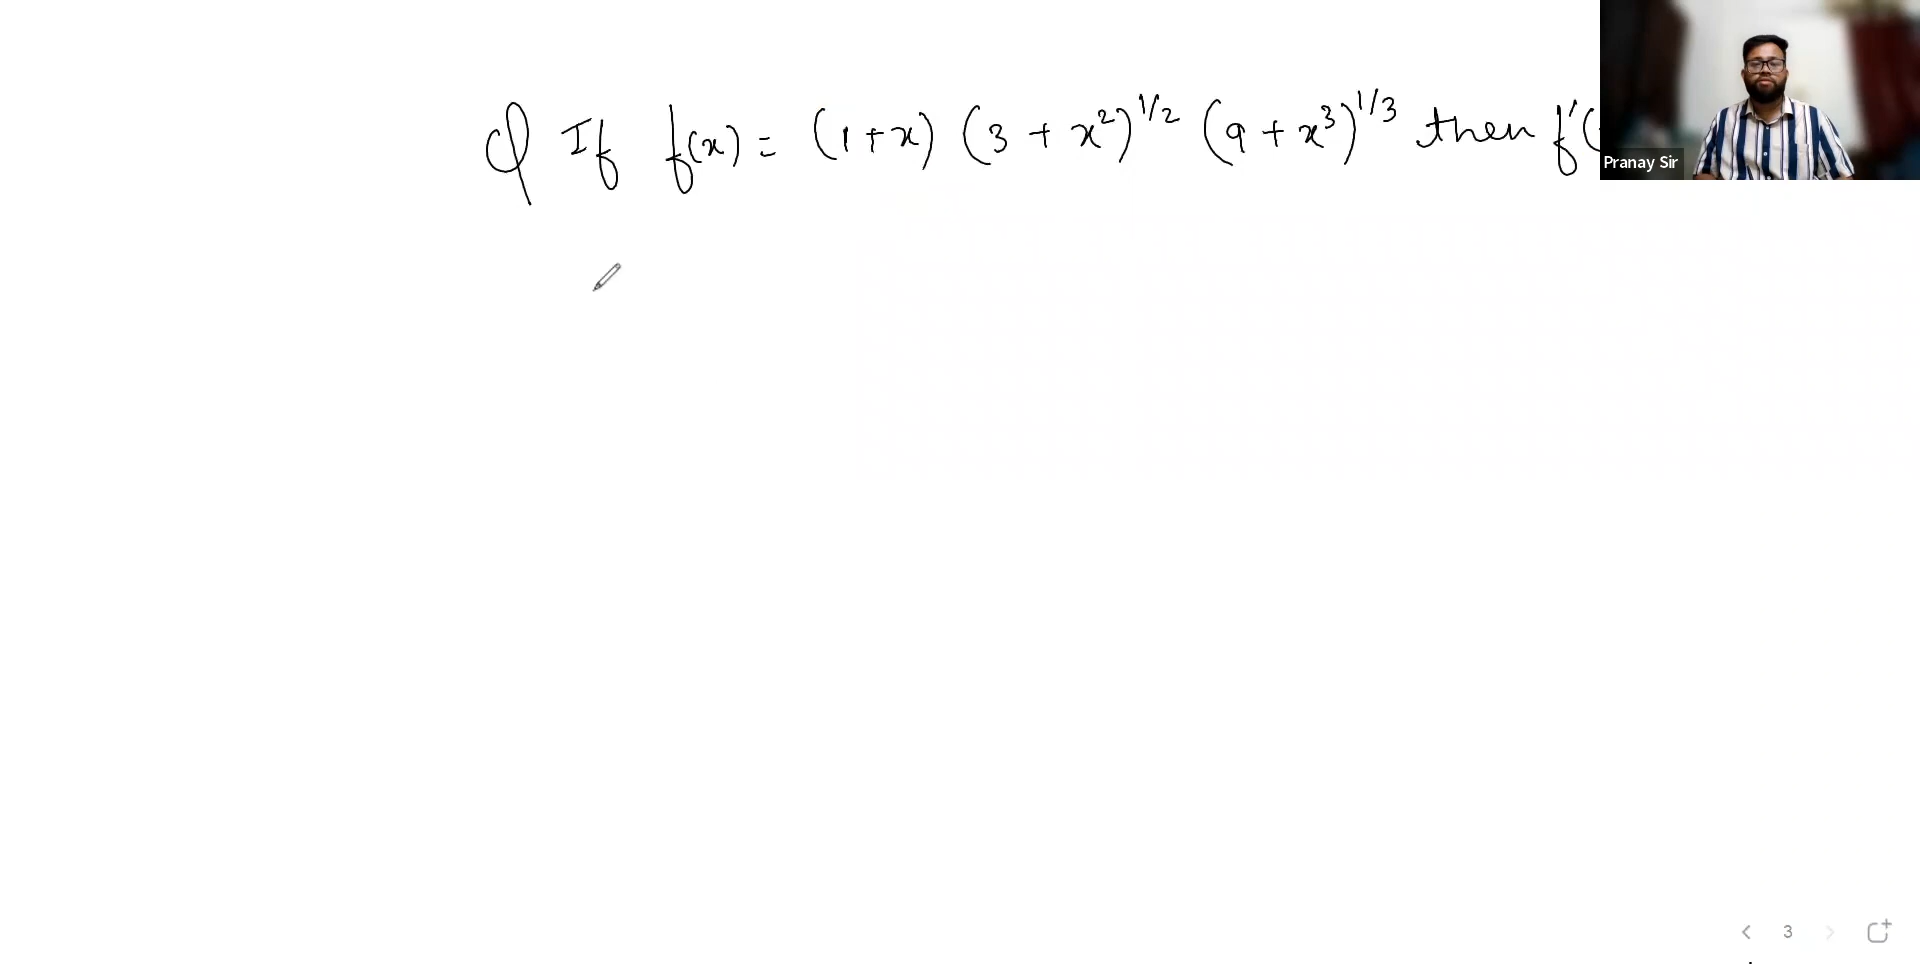 Q If f(x) = (1+x) (3 + x²)^1/2 (9 + x³)^1/3 then f'(
Pranay Sir
3